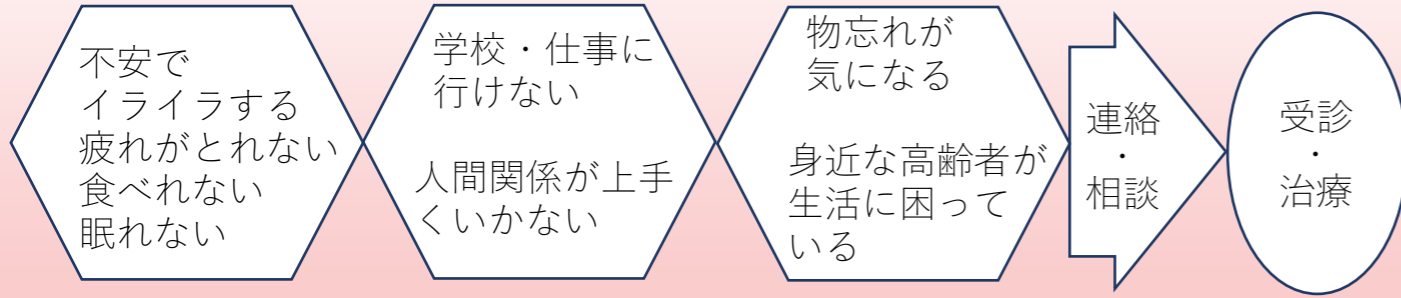 不安で
イライラする
疲れがとれない
食べれない
眠れない
学校・仕事に
行けない
人間関係が上手
くいかない
物忘れが
気になる
身近な高齢者が
生活に困って
いる
連絡
・
相談
受診
・
治療